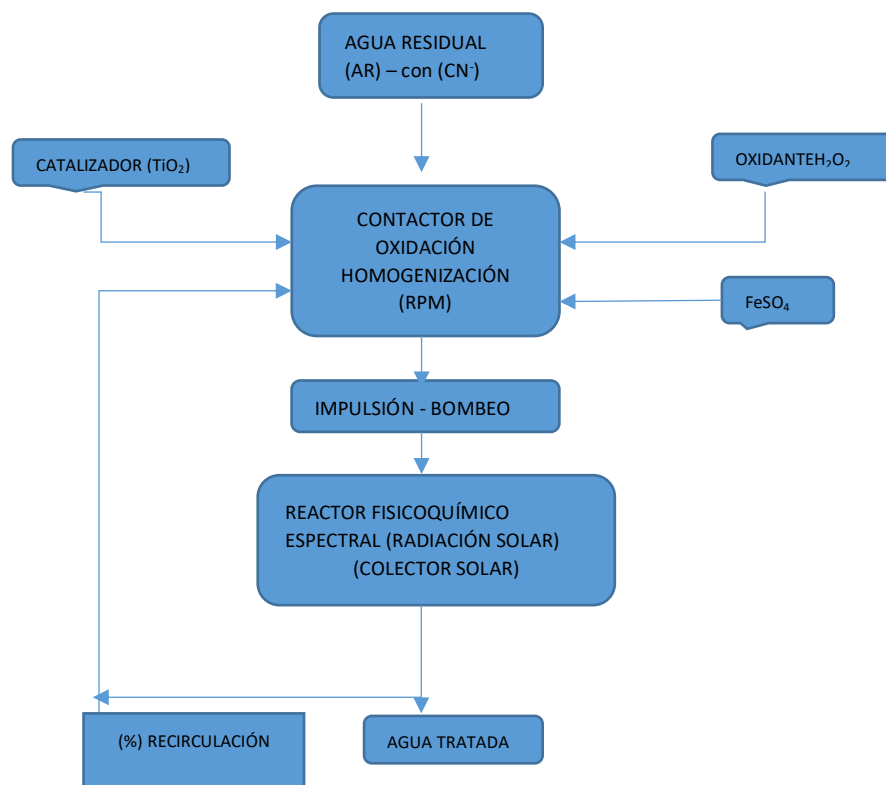 AGUA RESIDUAL
(AR) – con (CN⁻)
CATALIZADOR (TiO₂)
OXIDANTEH₂O₂
CONTACTOR DE
OXIDACIÓN
HOMOGENIZACIÓN
(RPM)
FeSO₄
IMPULSIÓN - BOMBEO
REACTOR FISICOQUÍMICO
ESPECTRAL (RADIACIÓN SOLAR)
(COLECTOR SOLAR)
(%) RECIRCULACIÓN
AGUA TRATADA